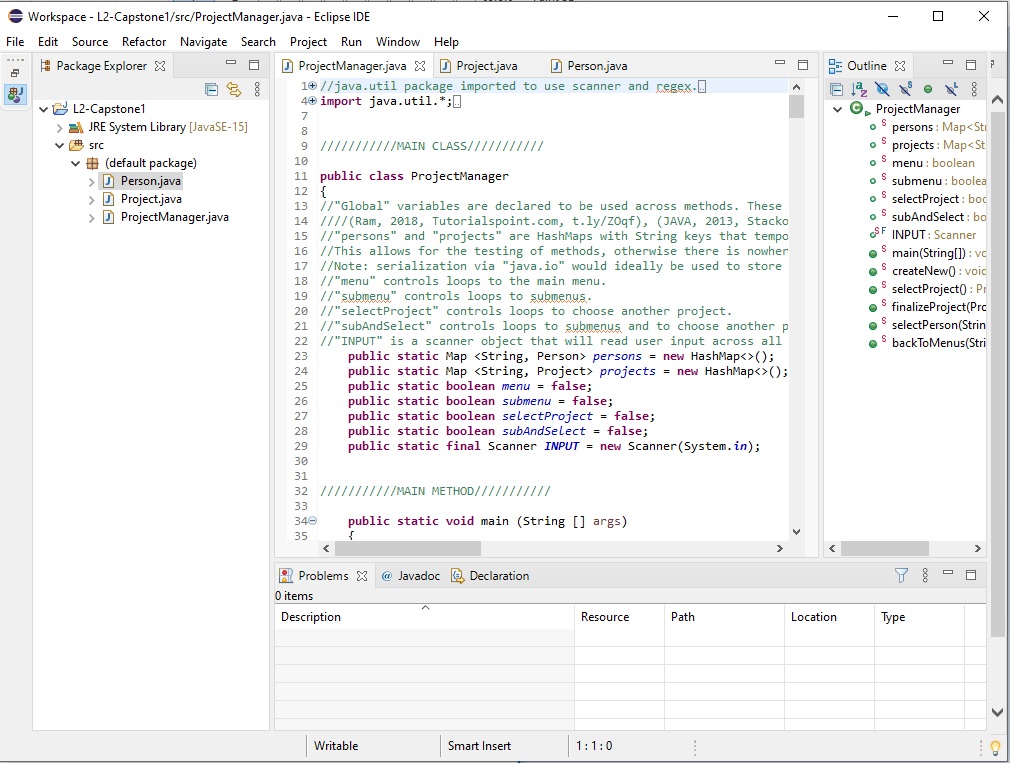 Workspace - L2-Capstone1/src/ProjectManager.java - Eclipse IDE
File Edit Source Refactor Navigate Search Project Run Window Help
Package Explorer
L2-Capstone1
JRE System Library [JavaSE-15]
src
(default package)
Person.java
Project.java
ProjectManager.java
ProjectManager.java Project.java Person.java
1 //java.util package imported to use scanner and regex.
4 import java.util.*;
7
8
9 ///////////MAIN CLASS///////////
10
11 public class ProjectManager
12 {
13 //"Global" variables are declared to be used across methods. These
14 ////(Ram, 2018, Tutorialspoint.com, t.ly/ZOqf), (JAVA, 2013, Stacko
15 //"persons" and "projects" are HashMaps with String keys that tempo
16 //This allows for the testing of methods, otherwise there is nowher
17 //Note: serialization via "java.io" would ideally be used to store
18 //"menu" controls loops to the main menu.
19 //"submenu" controls loops to submenus.
20 //"selectProject" controls loops to choose another project.
21 //"subAndSelect" controls loops to submenus and to choose another p
22 //"INPUT" is a scanner object that will read user input across all
23 public static Map <String, Person> persons = new HashMap<>();
24 public static Map <String, Project> projects = new HashMap<>();
25 public static boolean menu = false;
26 public static boolean submenu = false;
27 public static boolean selectProject = false;
28 public static boolean subAndSelect = false;
29 public static final Scanner INPUT = new Scanner(System.in);
30
31
32 ///////////MAIN METHOD///////////
33
34 public static void main (String [] args)
35 {
Outline
ProjectManager
persons : Map<Str
projects : Map<St
menu : boolean
submenu : boolea
selectProject : boo
subAndSelect : bo
INPUT : Scanner
main(String[]) : vo
createNew() : void
selectProject() : Pr
finalizeProject(Pro
selectPerson(Strin
backToMenus(Stri
Problems @ Javadoc Declaration
0 items
Description Resource Path Location Type
Writable Smart Insert 1 : 1 : 0